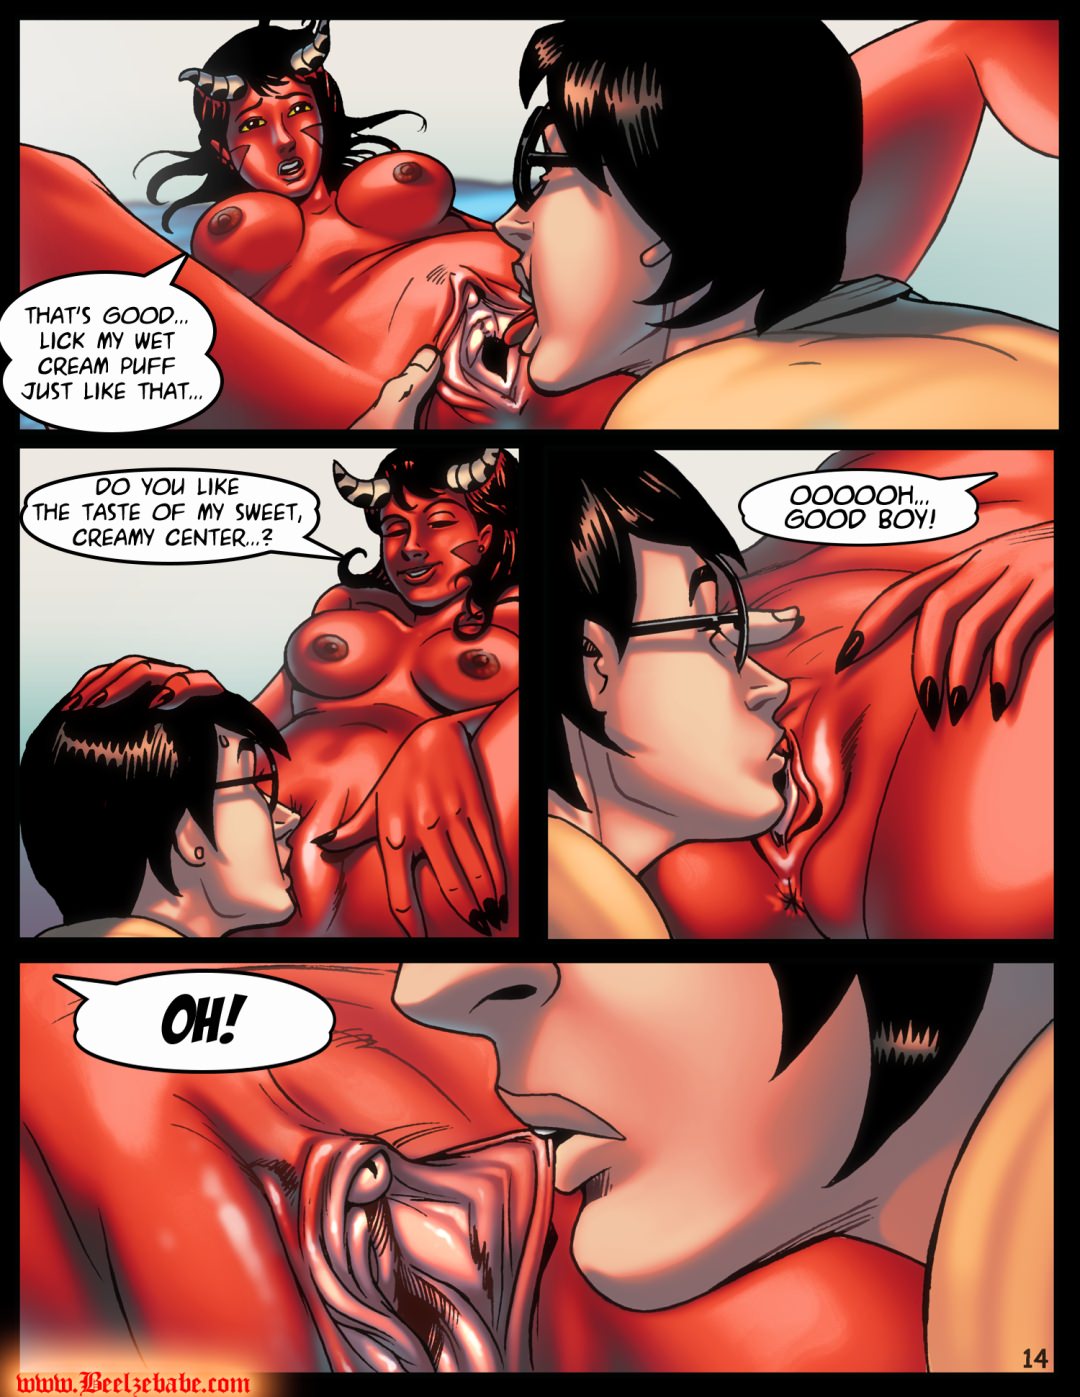 THAT'S GOOD...
LICK MY WET
CREAM PUFF
JUST LIKE THAT...
DO YOU LIKE
THE TASTE OF MY SWEET,
CREAMY CENTER...?
OOOOOH...
GOOD BOY!
OH!
14
www.Beelzebabe.com